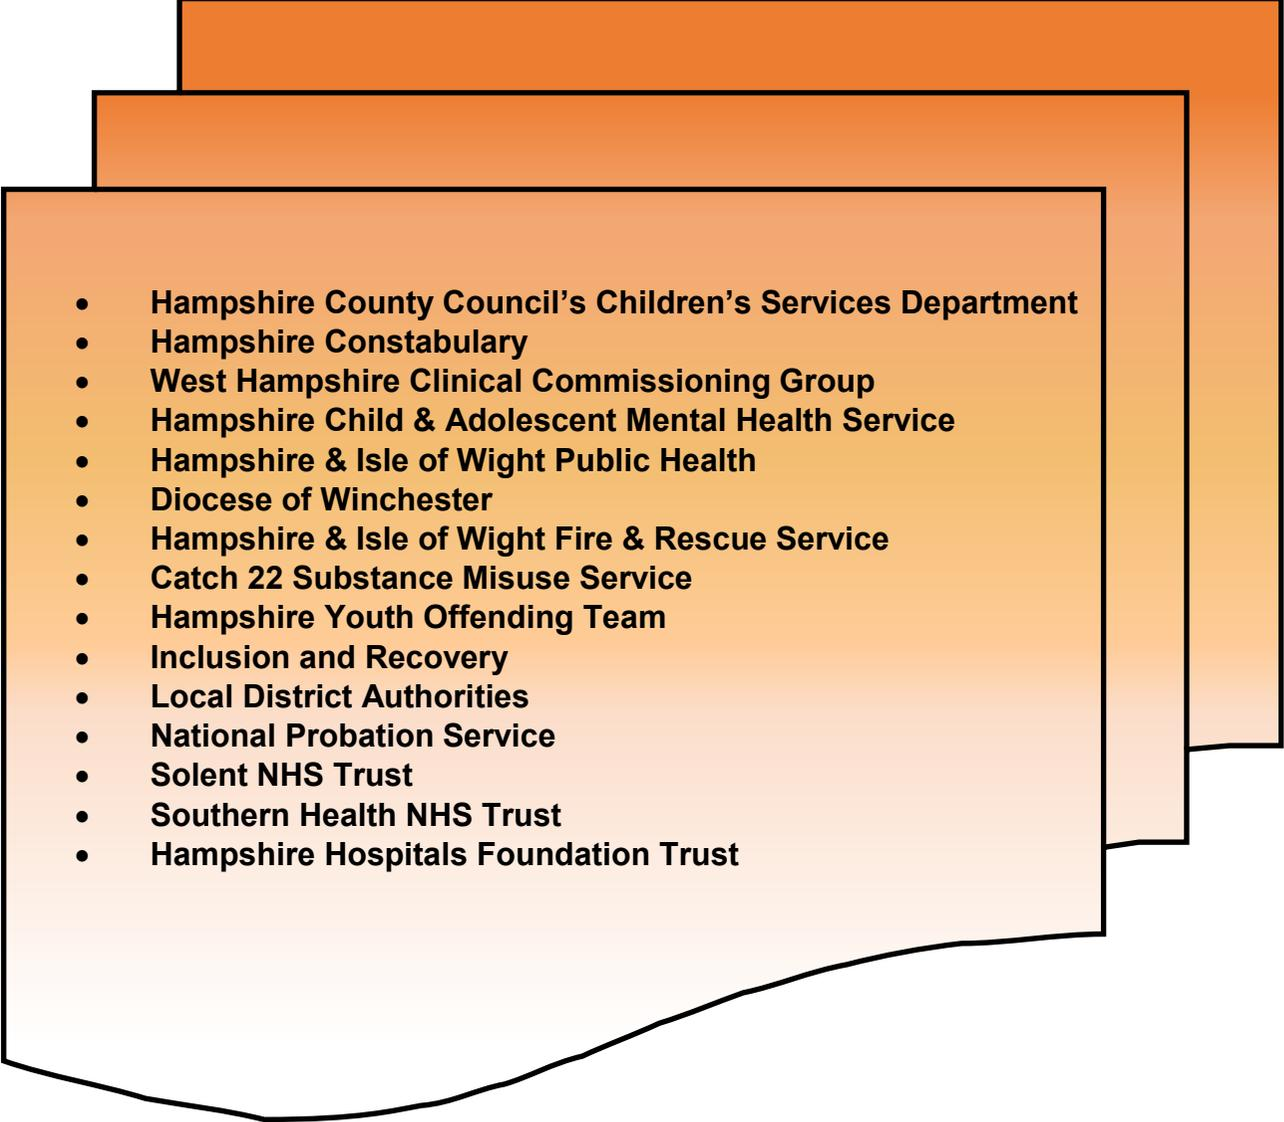 • Hampshire County Council’s Children’s Services Department
• Hampshire Constabulary
• West Hampshire Clinical Commissioning Group
• Hampshire Child & Adolescent Mental Health Service
• Hampshire & Isle of Wight Public Health
• Diocese of Winchester
• Hampshire & Isle of Wight Fire & Rescue Service
• Catch 22 Substance Misuse Service
• Hampshire Youth Offending Team
• Inclusion and Recovery
• Local District Authorities
• National Probation Service
• Solent NHS Trust
• Southern Health NHS Trust
• Hampshire Hospitals Foundation Trust